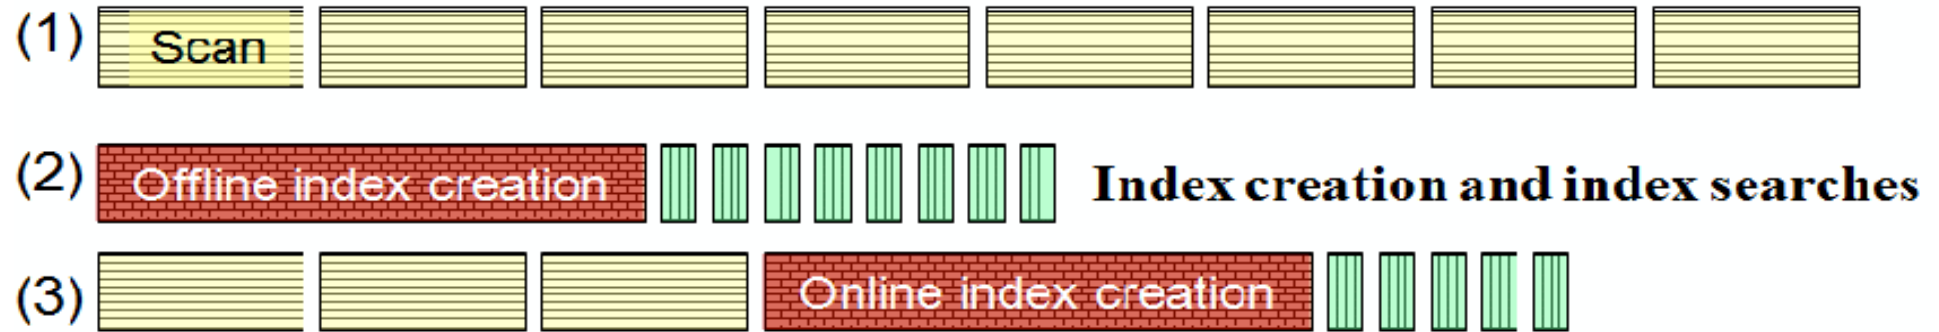 (1) Scan
(2) Offline index creation Index creation and index searches
(3) Online index creation